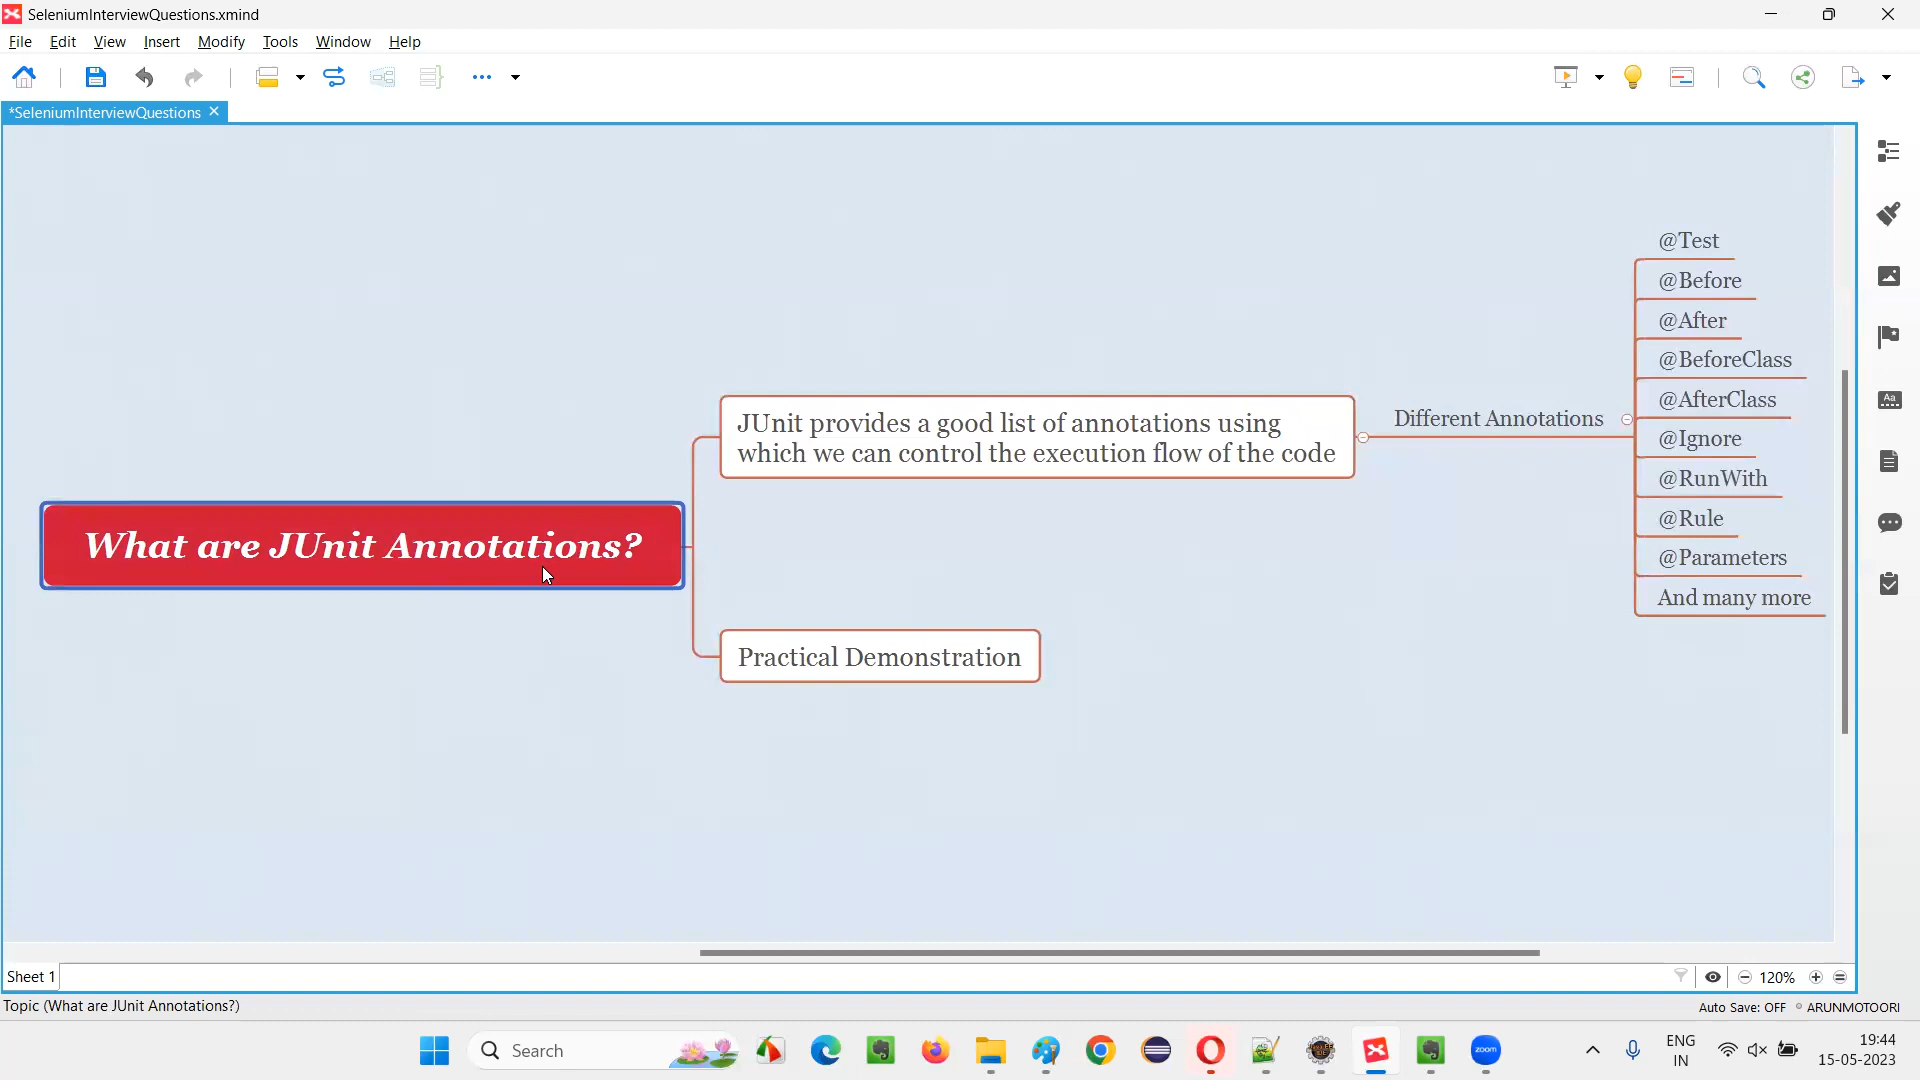 SeleniumInterviewQuestions.xmind
File Edit View Insert Modify Tools Window Help
*SeleniumInterviewQuestions
@Test
@Before
@After
@BeforeClass
@AfterClass
@Ignore
@RunWith
@Rule
@Parameters
And many more
Different Annotations
JUnit provides a good list of annotations using
which we can control the execution flow of the code
What are JUnit Annotations?
Practical Demonstration
Aa
Sheet 1
120%
Topic (What are JUnit Annotations?)
Auto Save: OFF
ARUNMOTOORI
Search
zoom
ENG
IN
19:44
15-05-2023